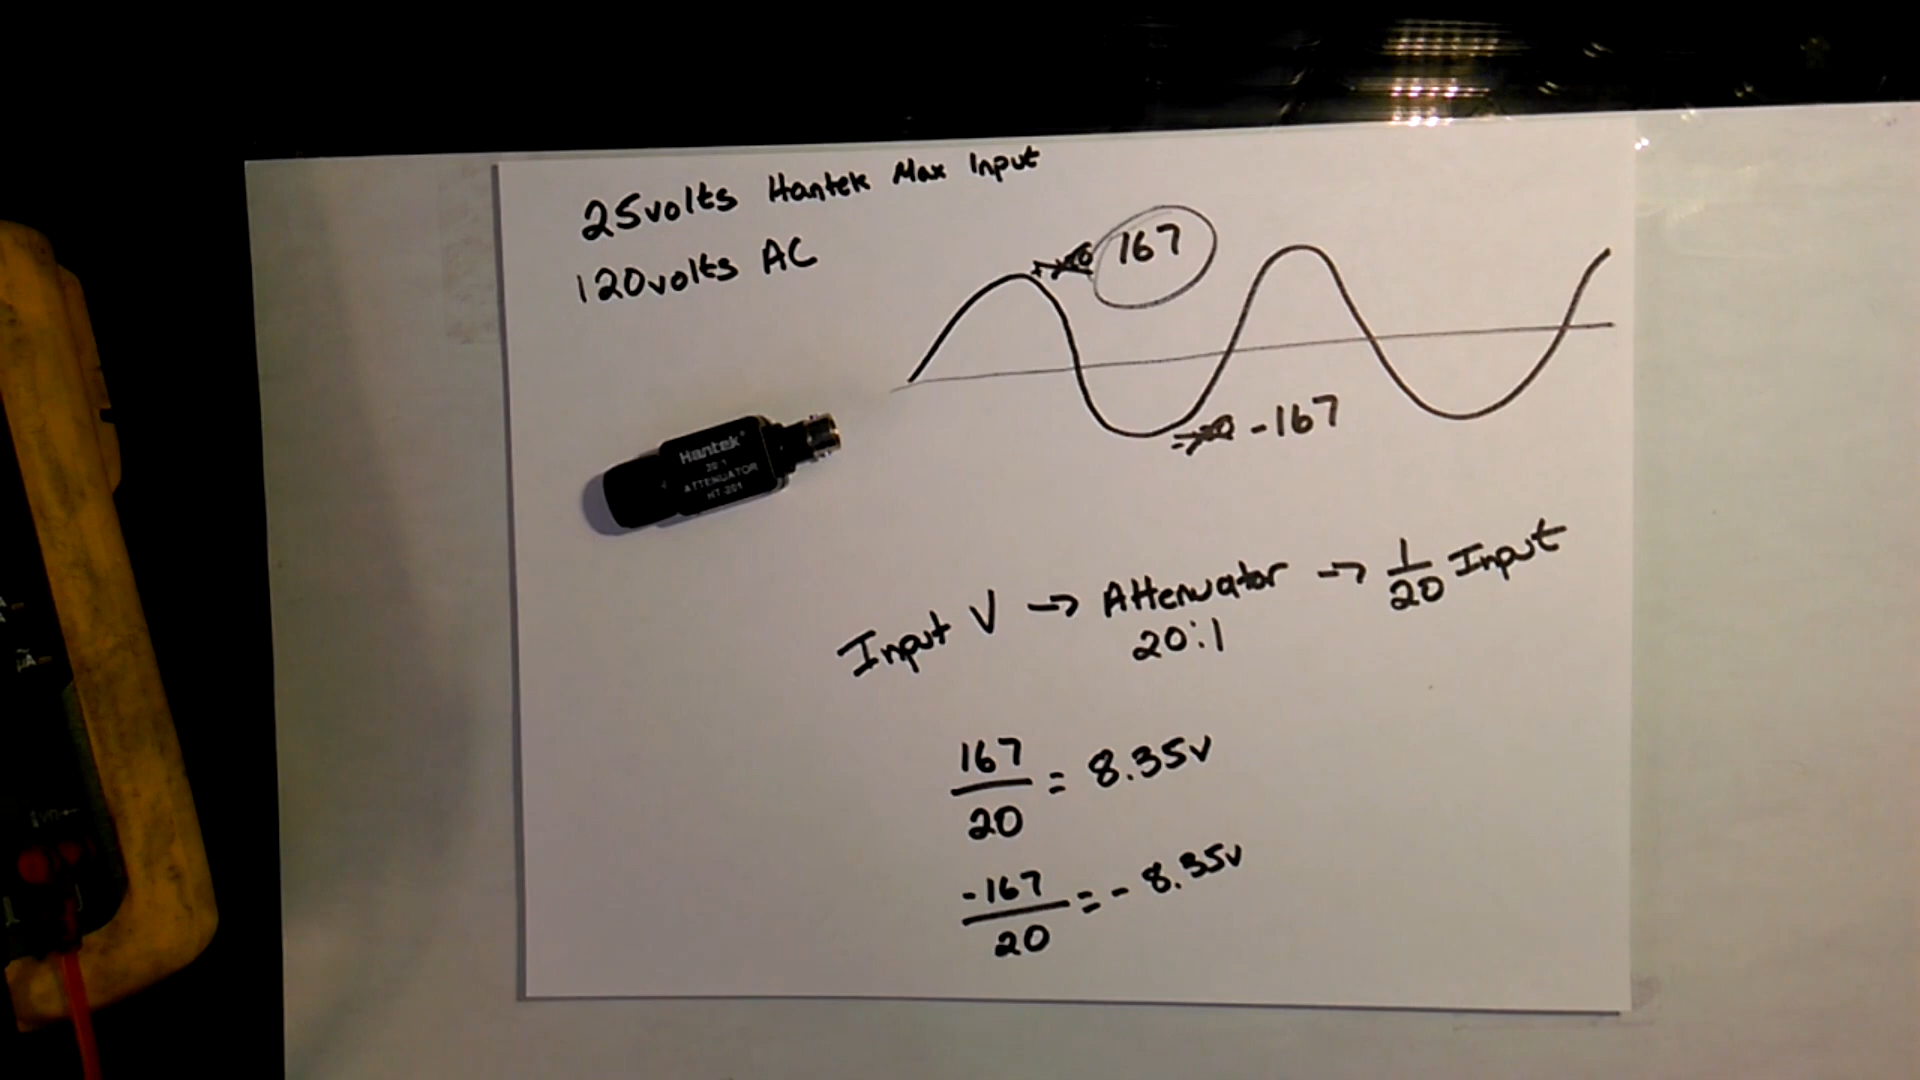 25volts Hantek Max Input
120volts AC
167
-167
Hantek
20:1
ATTENUATOR
HT-201
Input V → Attenuator → 1/20 Input
20:1
167/20 = 8.35v
-167/20 = -8.35v